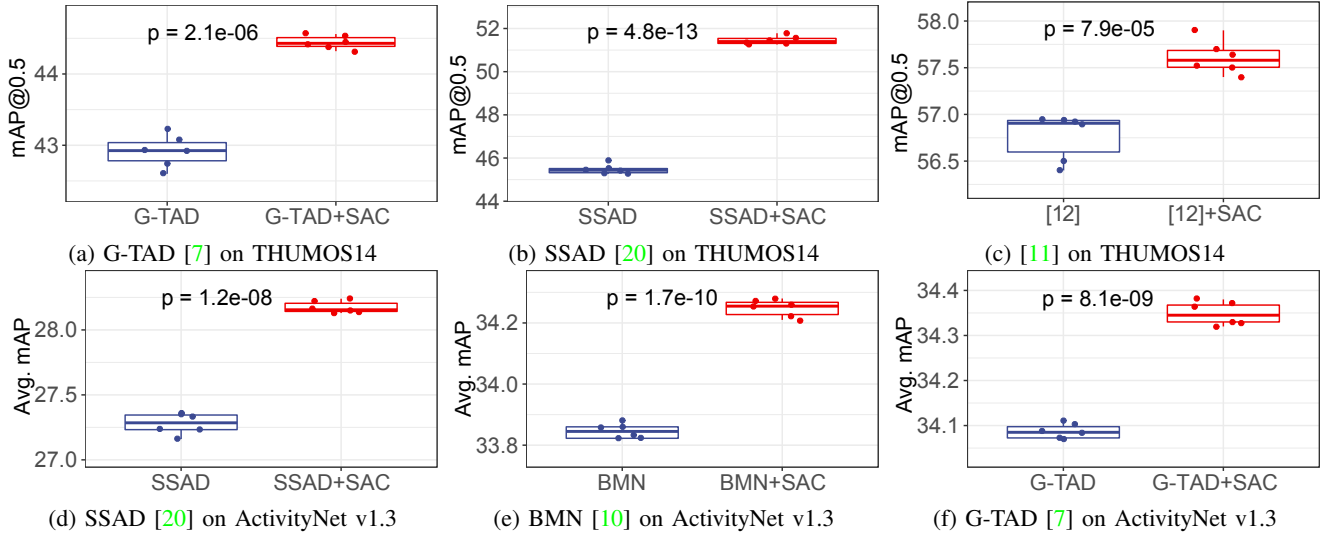 p = 2.1e-06
mAP@0.5
44
43
G-TAD
G-TAD+SAC
(a) G-TAD [7] on THUMOS14
p = 4.8e-13
mAP@0.5
52
50
48
46
44
SSAD
SSAD+SAC
(b) SSAD [20] on THUMOS14
p = 7.9e-05
mAP@0.5
58.0
57.5
57.0
56.5
[12]
[12]+SAC
(c) [11] on THUMOS14
p = 1.2e-08
Avg. mAP
28.0
27.5
27.0
SSAD
SSAD+SAC
(d) SSAD [20] on ActivityNet v1.3
p = 1.7e-10
Avg. mAP
34.2
33.8
BMN
BMN+SAC
(e) BMN [10] on ActivityNet v1.3
p = 8.1e-09
Avg. mAP
34.4
34.3
34.2
34.1
G-TAD
G-TAD+SAC
(f) G-TAD [7] on ActivityNet v1.3